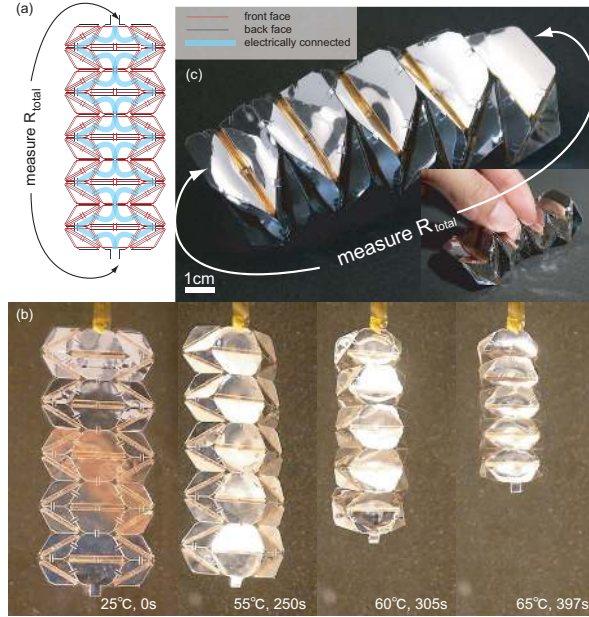 (a)
front face
back face
electrically connected
measure R total
(c)
measure R total
1cm
(b)
25°C, 0s
55°C, 250s
60°C, 305s
65°C, 397s